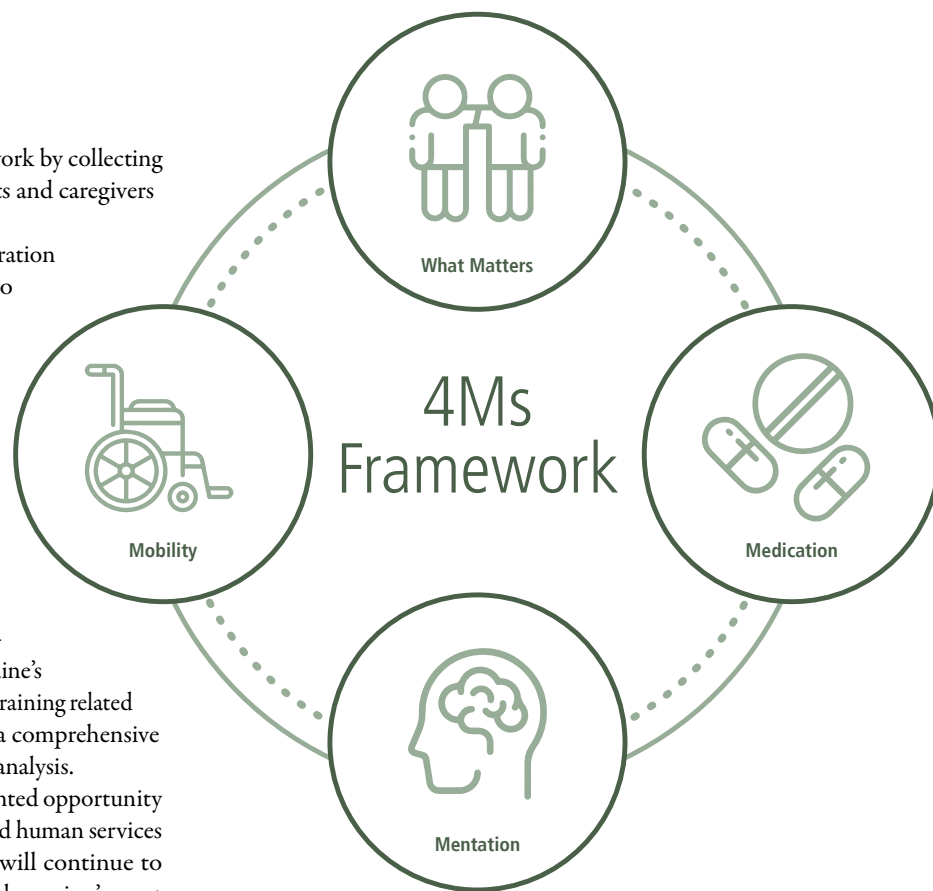 work by collecting
ts and caregivers
ration
o
ine's
raining related
a comprehensive
analysis.
nted opportunity
d human services
will continue to
What Matters
4Ms
Framework
Mobility
Medication
Mentation